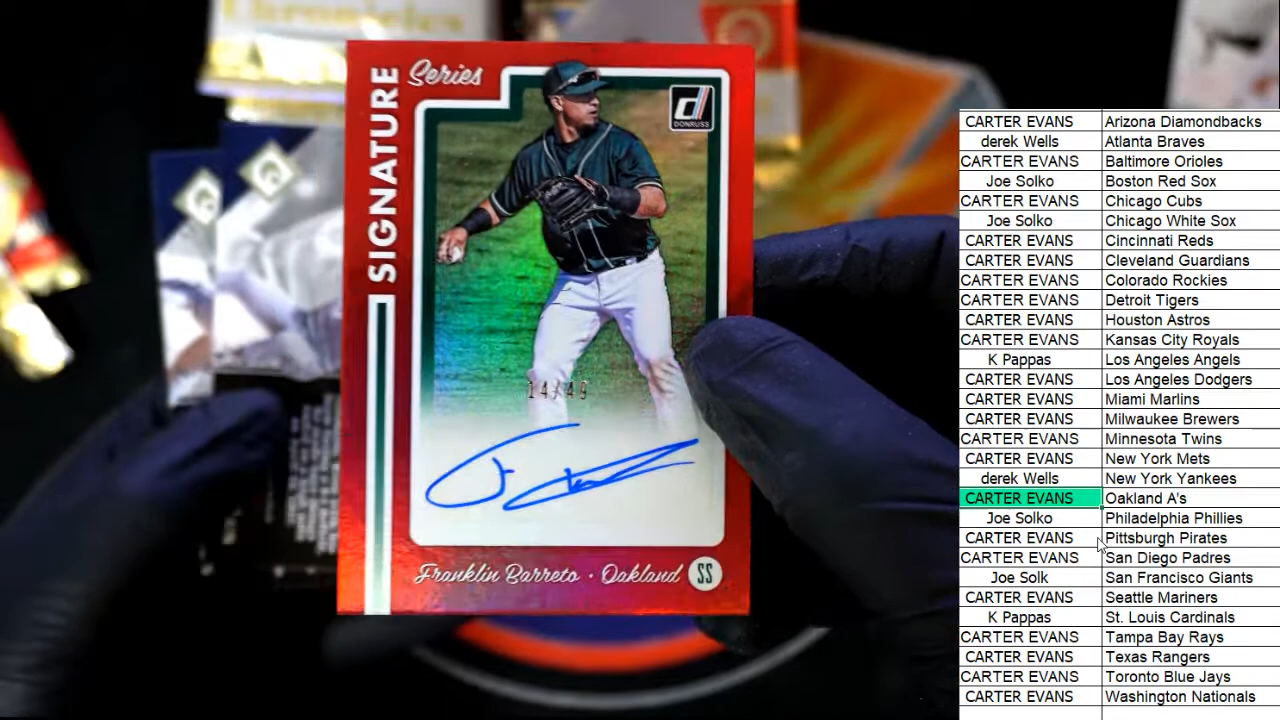 Chronicles
SIGNATURE
Series
DONRUSS
14/49
Franklin Barreto · Oakland SS
CARTER EVANS Arizona Diamondbacks
derek Wells Atlanta Braves
CARTER EVANS Baltimore Orioles
Joe Solko Boston Red Sox
CARTER EVANS Chicago Cubs
Joe Solko Chicago White Sox
CARTER EVANS Cincinnati Reds
CARTER EVANS Cleveland Guardians
CARTER EVANS Colorado Rockies
CARTER EVANS Detroit Tigers
CARTER EVANS Houston Astros
CARTER EVANS Kansas City Royals
K Pappas Los Angeles Angels
CARTER EVANS Los Angeles Dodgers
CARTER EVANS Miami Marlins
CARTER EVANS Milwaukee Brewers
CARTER EVANS Minnesota Twins
CARTER EVANS New York Mets
derek Wells New York Yankees
CARTER EVANS Oakland A's
Joe Solko Philadelphia Phillies
CARTER EVANS Pittsburgh Pirates
CARTER EVANS San Diego Padres
Joe Solk San Francisco Giants
CARTER EVANS Seattle Mariners
K Pappas St. Louis Cardinals
CARTER EVANS Tampa Bay Rays
CARTER EVANS Texas Rangers
CARTER EVANS Toronto Blue Jays
CARTER EVANS Washington Nationals